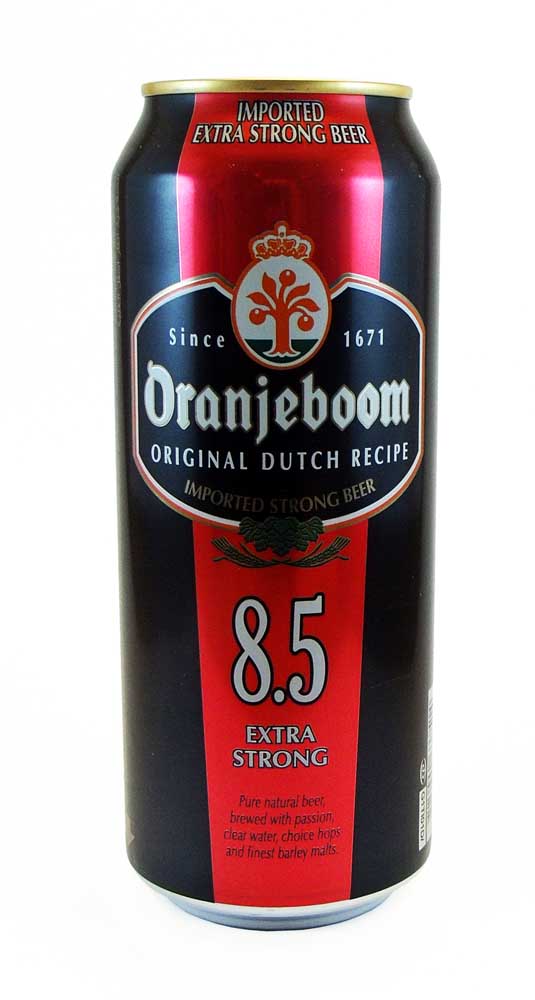 IMPORTED
EXTRA STRONG BEER
Since 1671
Oranjeboom
ORIGINAL DUTCH RECIPE
IMPORTED STRONG BEER
8.5
EXTRA
STRONG
Pure natural beer,
brewed with passion,
clear water, choice hops
and finest barley malts.